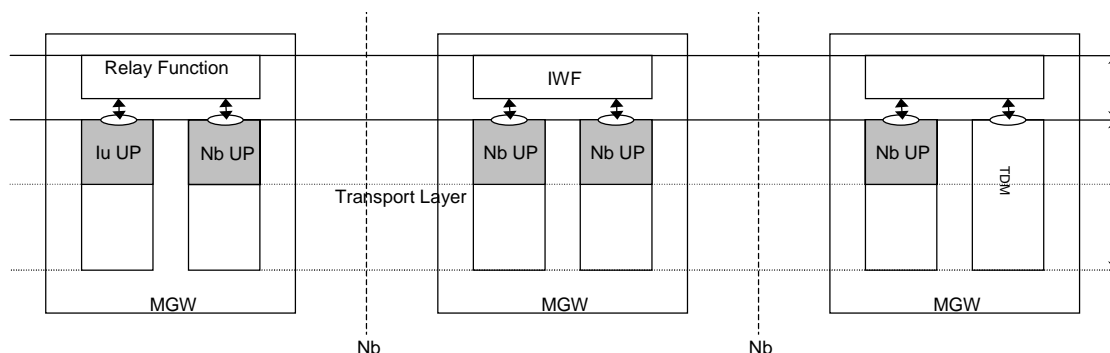 Relay Function
IWF
Iu UP
Nb UP
Nb UP
Nb UP
Nb UP
TDM
Transport Layer
MGW
MGW
MGW
Nb
Nb